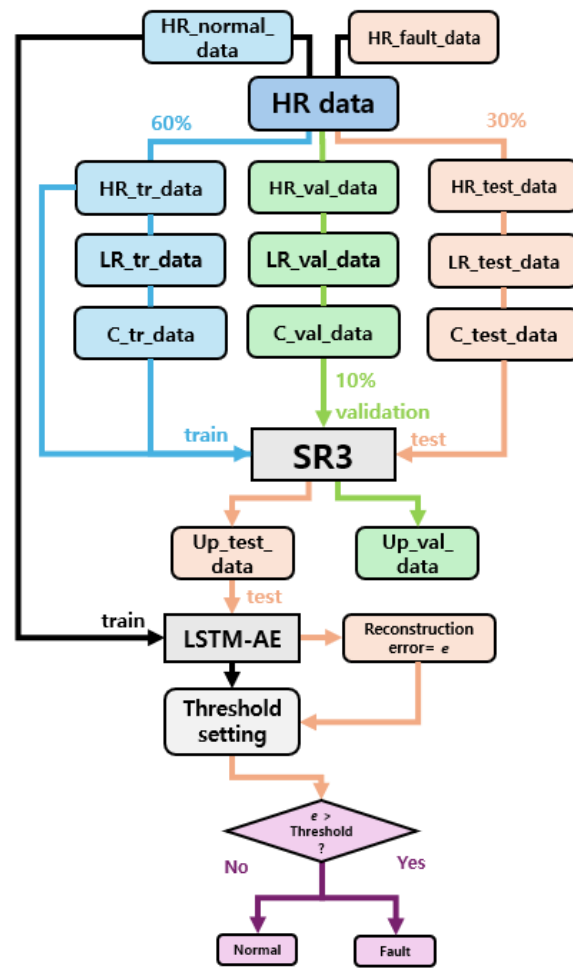 HR_normal_
data
HR_fault_data
HR data
60%
30%
HR_tr_data
HR_val_data
HR_test_data
LR_tr_data
LR_val_data
LR_test_data
C_tr_data
C_val_data
C_test_data
10%
validation
train
test
SR3
Up_test_
data
Up_val_
data
test
train
LSTM-AE
Reconstruction
error= e
Threshold
setting
e >
Threshold
?
No
Yes
Normal
Fault